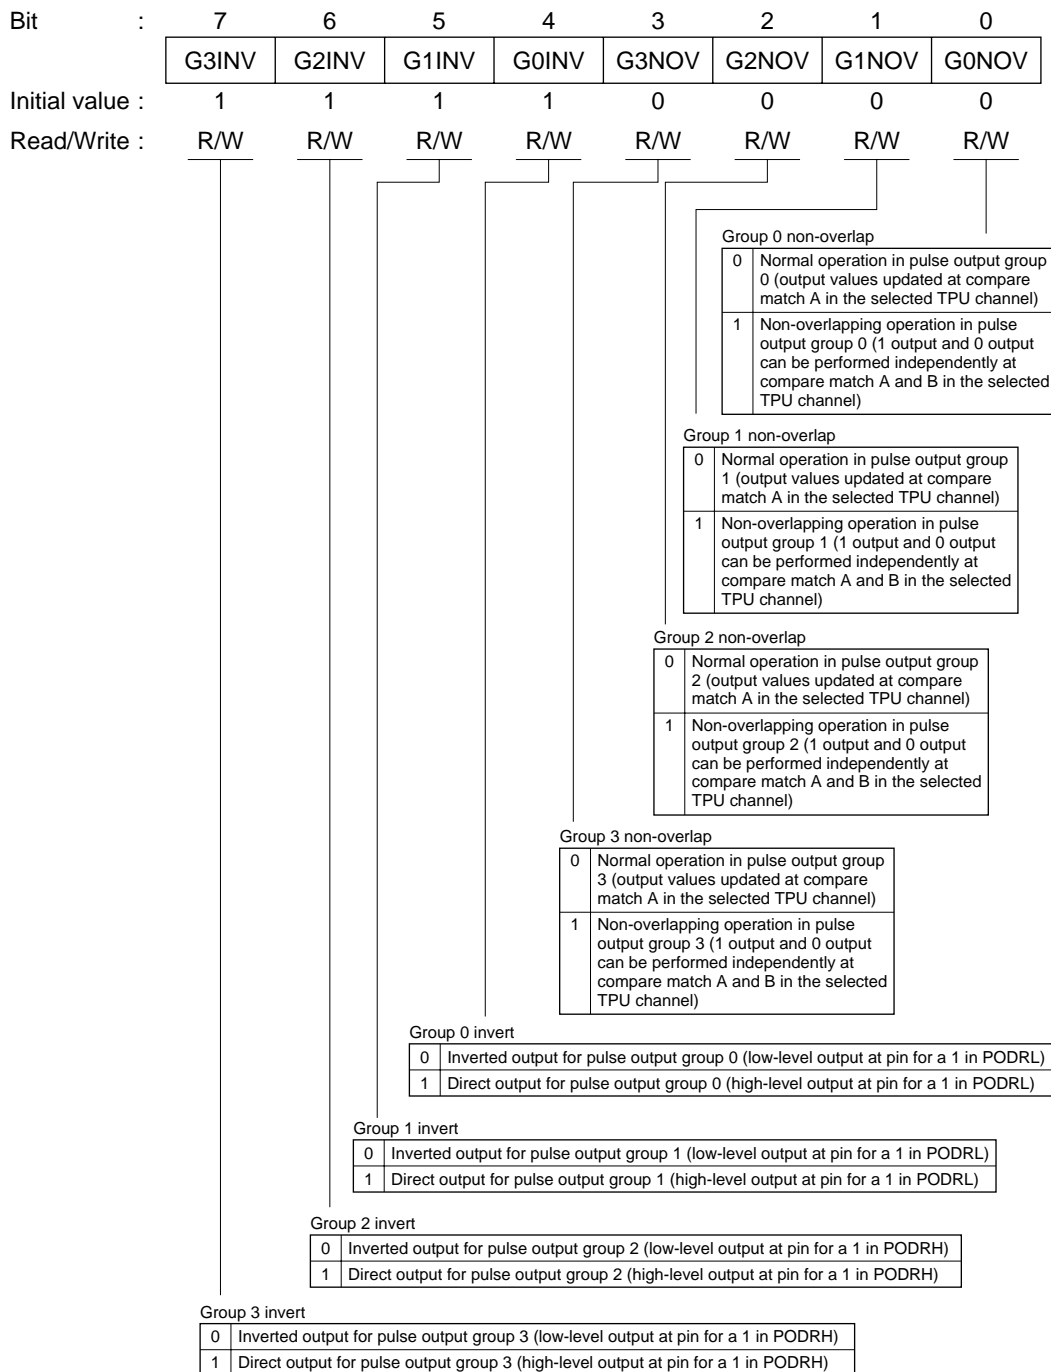 Bit : 7 6 5 4 3 2 1 0
G3INV G2INV G1INV G0INV G3NOV G2NOV G1NOV G0NOV
Initial value : 1 1 1 1 0 0 0 0
Read/Write : R/W R/W R/W R/W R/W R/W R/W R/W
Group 0 non-overlap
0 Normal operation in pulse output group
0 (output values updated at compare
match A in the selected TPU channel)
1 Non-overlapping operation in pulse
output group 0 (1 output and 0 output
can be performed independently at
compare match A and B in the selected
TPU channel)
Group 1 non-overlap
0 Normal operation in pulse output group
1 (output values updated at compare
match A in the selected TPU channel)
1 Non-overlapping operation in pulse
output group 1 (1 output and 0 output
can be performed independently at
compare match A and B in the selected
TPU channel)
Group 2 non-overlap
0 Normal operation in pulse output group
2 (output values updated at compare
match A in the selected TPU channel)
1 Non-overlapping operation in pulse
output group 2 (1 output and 0 output
can be performed independently at
compare match A and B in the selected
TPU channel)
Group 3 non-overlap
0 Normal operation in pulse output group
3 (output values updated at compare
match A in the selected TPU channel)
1 Non-overlapping operation in pulse
output group 3 (1 output and 0 output
can be performed independently at
compare match A and B in the selected
TPU channel)
Group 0 invert
0 Inverted output for pulse output group 0 (low-level output at pin for a 1 in PODRL)
1 Direct output for pulse output group 0 (high-level output at pin for a 1 in PODRL)
Group 1 invert
0 Inverted output for pulse output group 1 (low-level output at pin for a 1 in PODRL)
1 Direct output for pulse output group 1 (high-level output at pin for a 1 in PODRL)
Group 2 invert
0 Inverted output for pulse output group 2 (low-level output at pin for a 1 in PODRH)
1 Direct output for pulse output group 2 (high-level output at pin for a 1 in PODRH)
Group 3 invert
0 Inverted output for pulse output group 3 (low-level output at pin for a 1 in PODRH)
1 Direct output for pulse output group 3 (high-level output at pin for a 1 in PODRH)